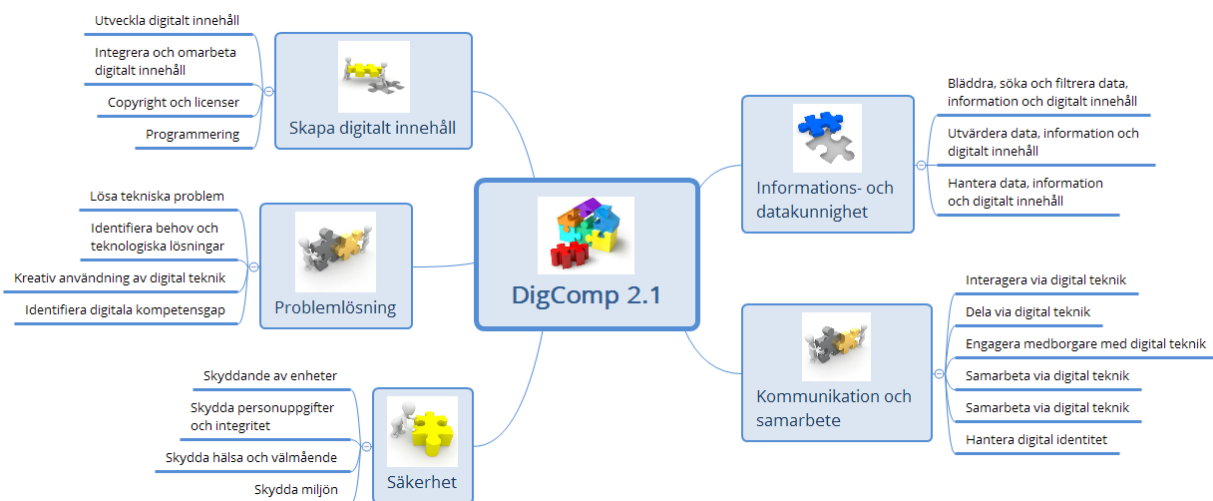 Utveckla digitalt innehåll
Integrera och omarbeta
digitalt innehåll
Copyright och licenser
Programmering
Skapa digitalt innehåll
Lösa tekniska problem
Identifiera behov och
teknologiska lösningar
Kreativ användning av digital teknik
Identifiera digitala kompetensgap
Problemlösning
Skyddande av enheter
Skydda personuppgifter
och integritet
Skydda hälsa och välmående
Skydda miljön
Säkerhet
DigComp 2.1
Informations- och
datakunnighet
Bläddra, söka och filtrera data,
information och digitalt innehåll
Utvärdera data, information och
digitalt innehåll
Hantera data, information
och digitalt innehåll
Kommunikation och
samarbete
Interagera via digital teknik
Dela via digital teknik
Engagera medborgare med digital teknik
Samarbeta via digital teknik
Samarbeta via digital teknik
Hantera digital identitet